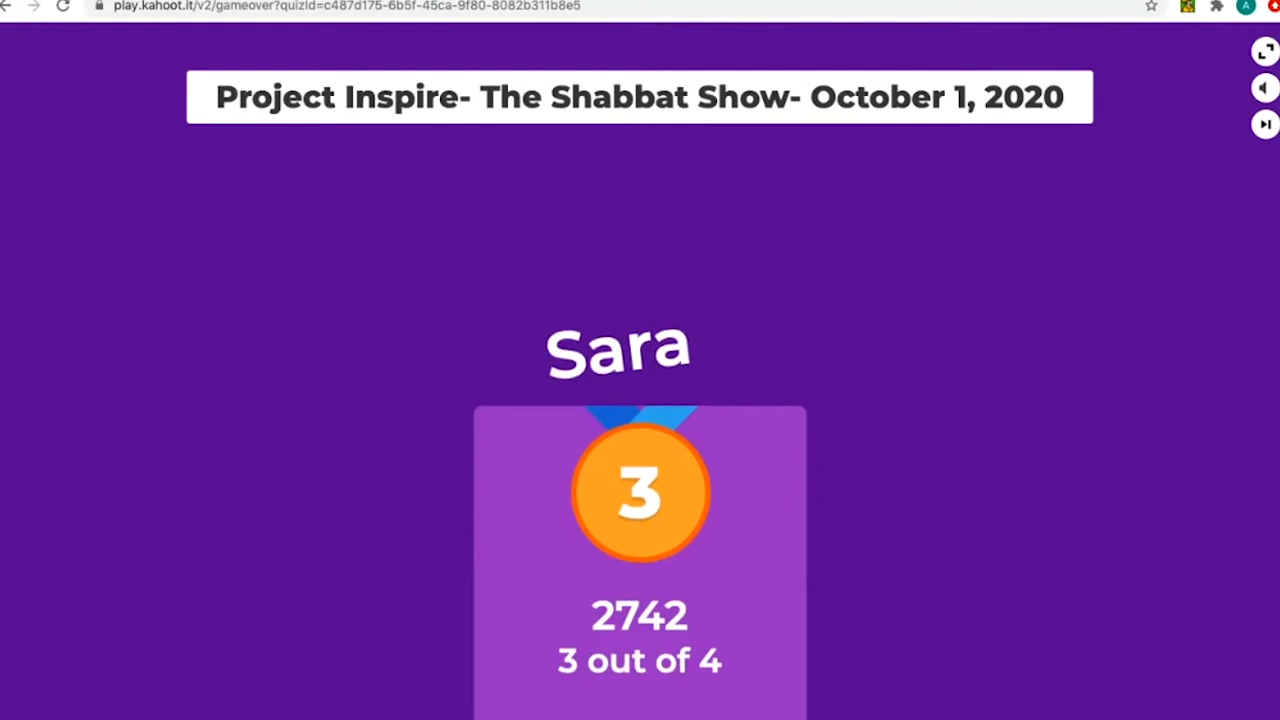 play.kahoot.it/v2/gameover?quizId=c487d175-6b5f-45ca-9f80-8082b311b8e5
A
Project Inspire- The Shabbat Show- October 1, 2020
Sara
3
2742
3 out of 4